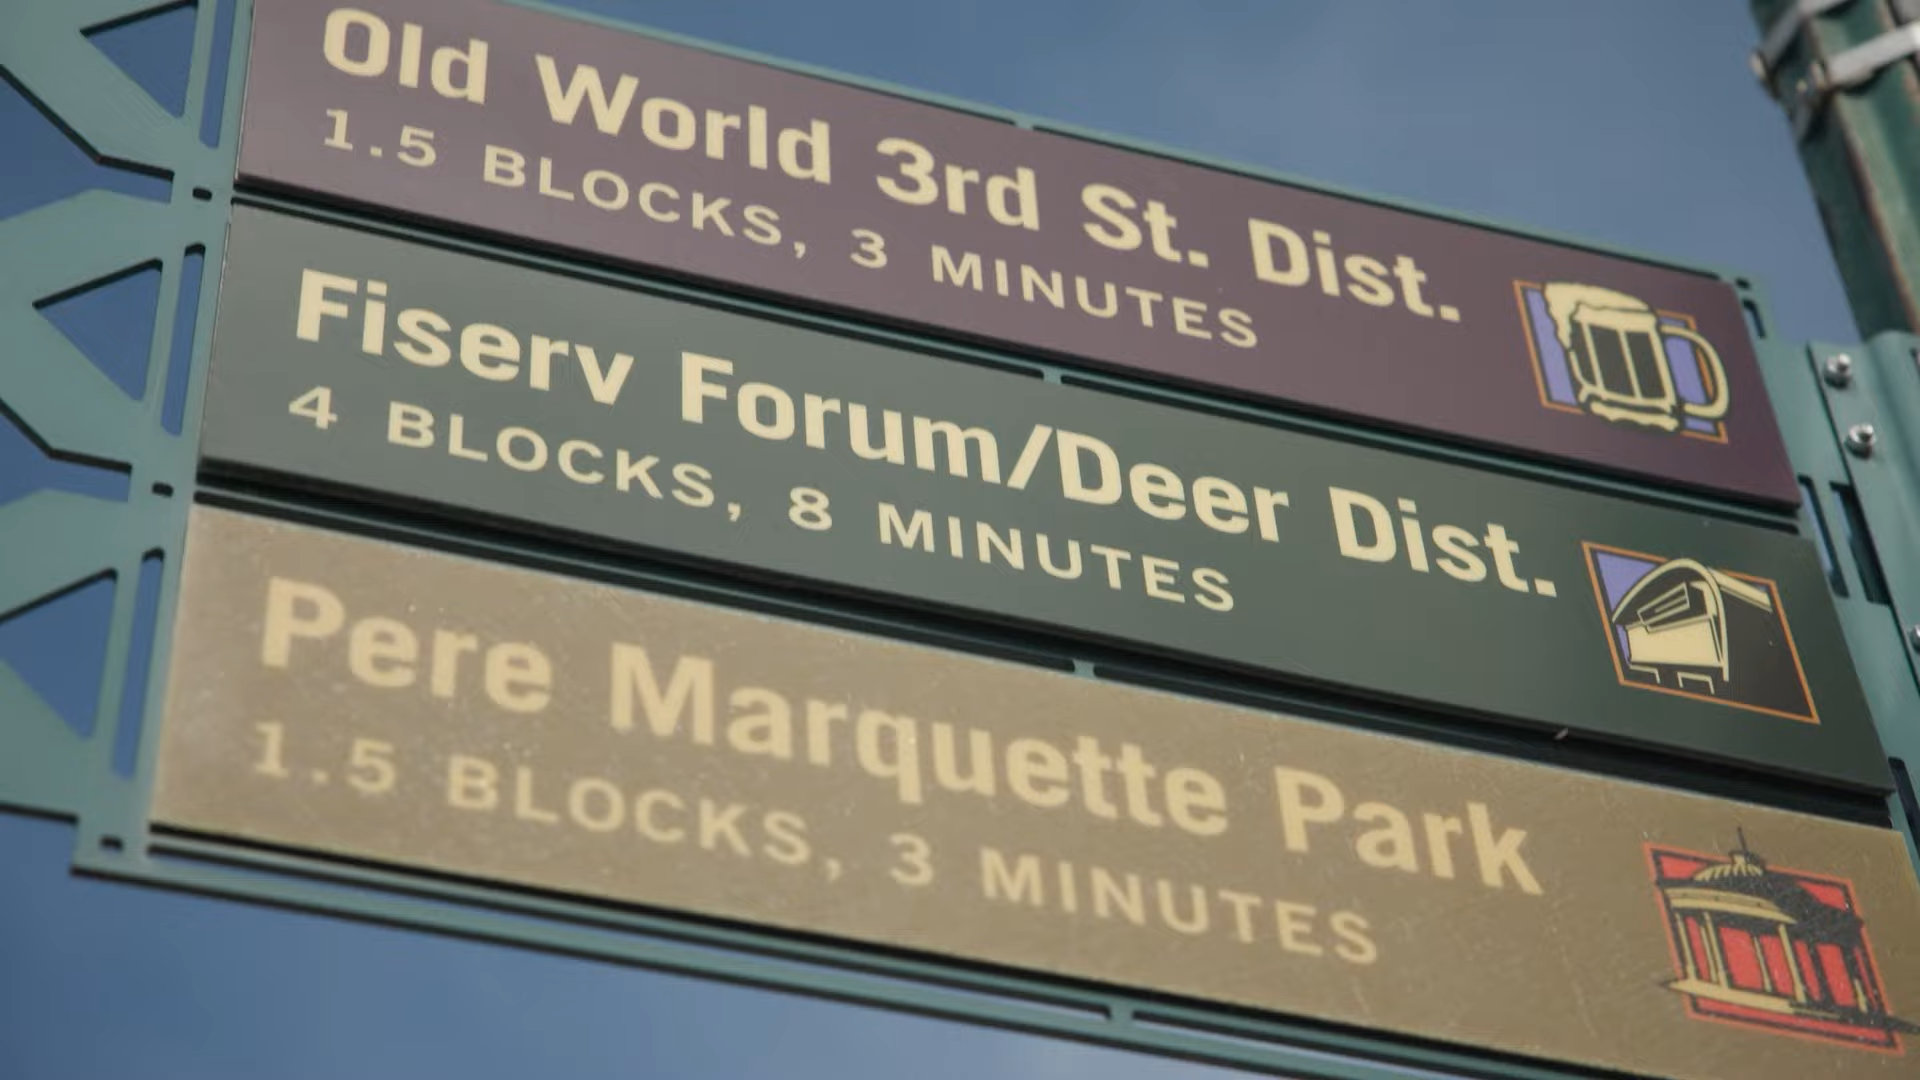 Old World 3rd St. Dist.
1.5 BLOCKS, 3 MINUTES
Fiserv Forum/Deer Dist.
4 BLOCKS, 8 MINUTES
Pere Marquette Park
1.5 BLOCKS, 3 MINUTES